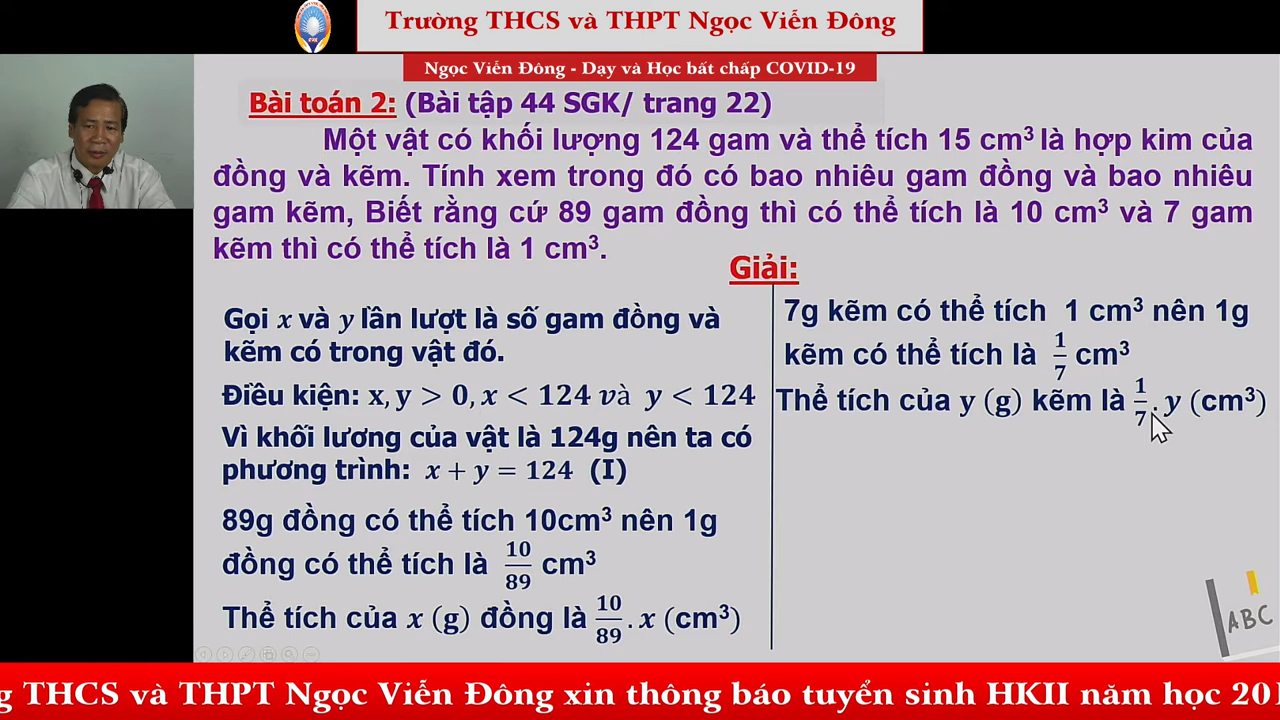 Trường THCS và THPT Ngọc Viễn Đông
Ngọc Viễn Đông - Dạy và Học bất chấp COVID-19
Bài toán 2: (Bài tập 44 SGK/ trang 22)
Một vật có khối lượng 124 gam và thể tích 15 cm³ là hợp kim của
đồng và kẽm. Tính xem trong đó có bao nhiêu gam đồng và bao nhiêu
gam kẽm, Biết rằng cứ 89 gam đồng thì có thể tích là 10 cm³ và 7 gam
kẽm thì có thể tích là 1 cm³.
Giải:
Gọi x và y lần lượt là số gam đồng và
kẽm có trong vật đó.
Điều kiện: x, y > 0, x < 124 và y < 124
Vì khối lương của vật là 124g nên ta có
phương trình: x + y = 124 (I)
89g đồng có thể tích 10cm³ nên 1g
đồng có thể tích là 10/89 cm³
Thể tích của x (g) đồng là 10/89 . x (cm³)
7g kẽm có thể tích 1 cm³ nên 1g
kẽm có thể tích là 1/7 cm³
Thể tích của y (g) kẽm là 1/7 . y (cm³)
ABC
g THCS và THPT Ngọc Viễn Đông xin thông báo tuyển sinh HKII năm học 201